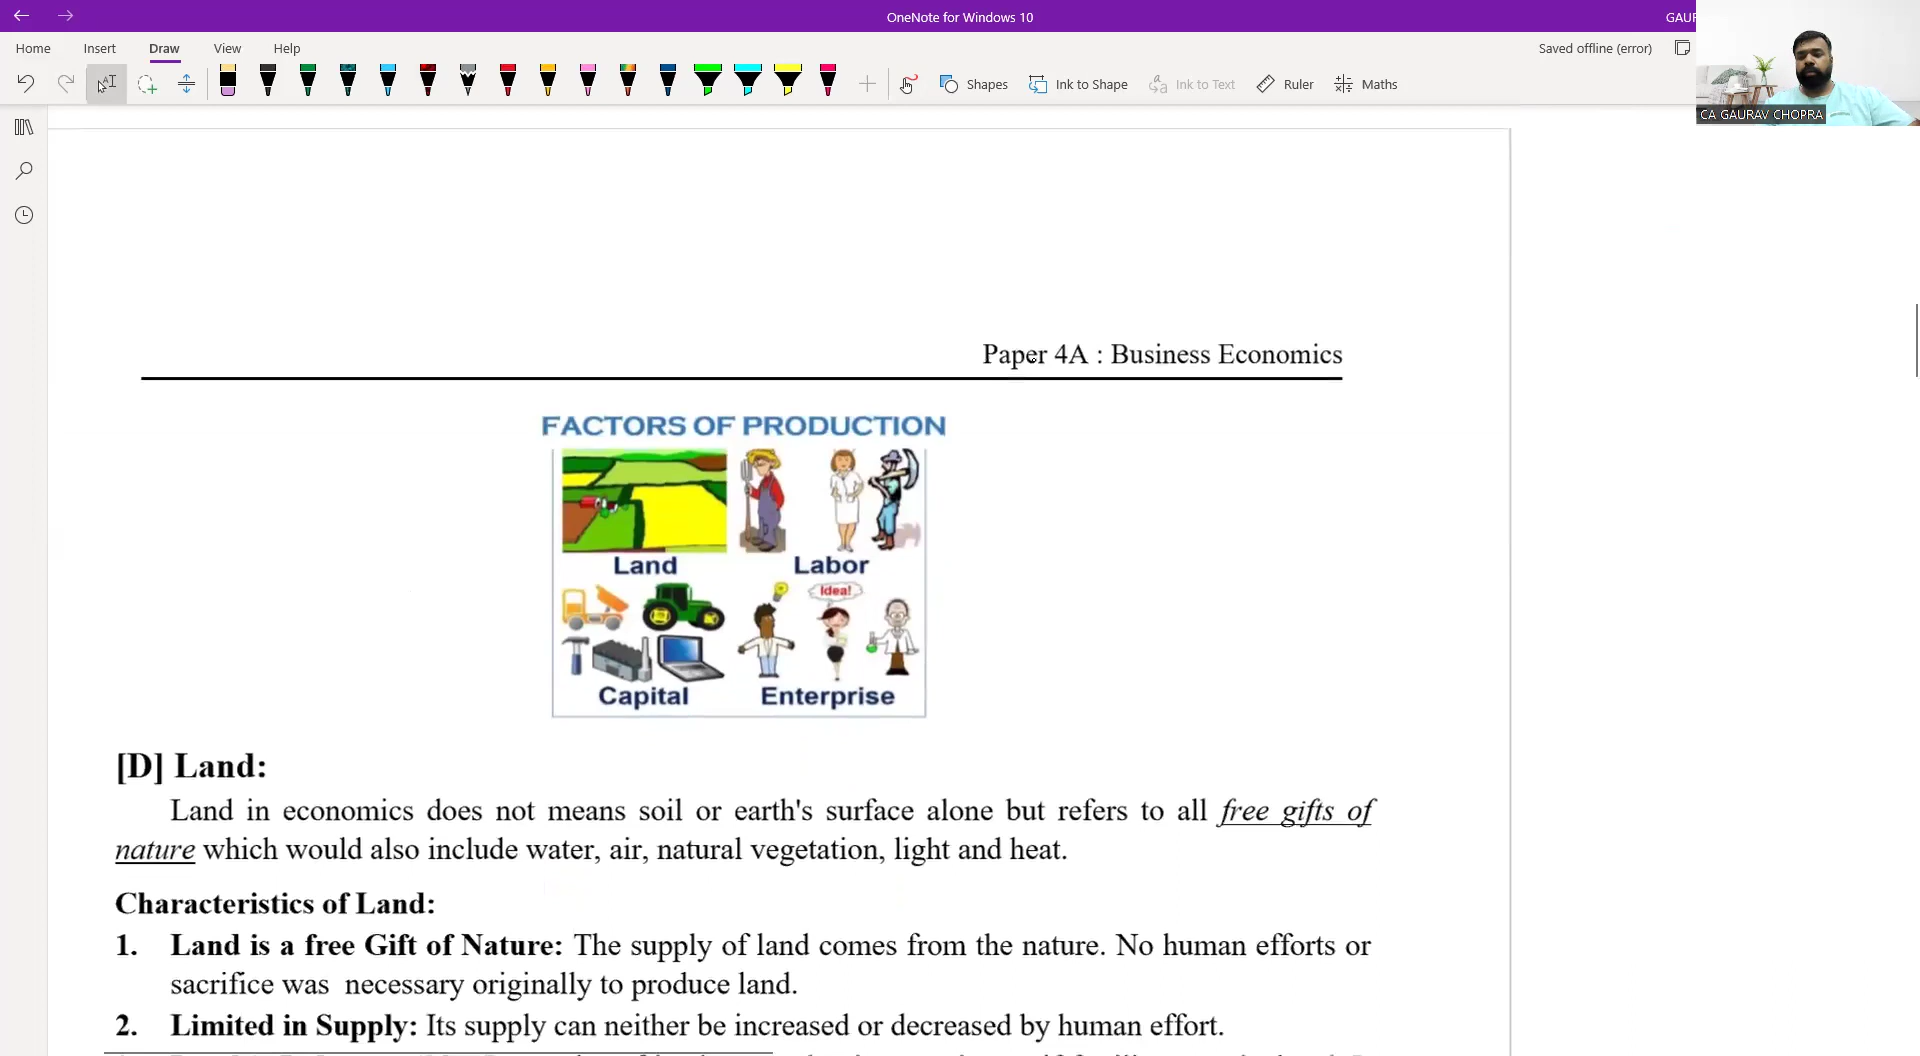 OneNote for Windows 10
GAUR
Home Insert Draw View Help
Saved offline (error)
Shapes Ink to Shape Ink to Text Ruler Maths
CA GAURAV CHOPRA
Paper 4A : Business Economics
FACTORS OF PRODUCTION
Land Labor
Idea!
Capital Enterprise
[D] Land:
Land in economics does not means soil or earth's surface alone but refers to all free gifts of
nature which would also include water, air, natural vegetation, light and heat.
Characteristics of Land:
1. Land is a free Gift of Nature: The supply of land comes from the nature. No human efforts or
sacrifice was necessary originally to produce land.
2. Limited in Supply: Its supply can neither be increased or decreased by human effort.